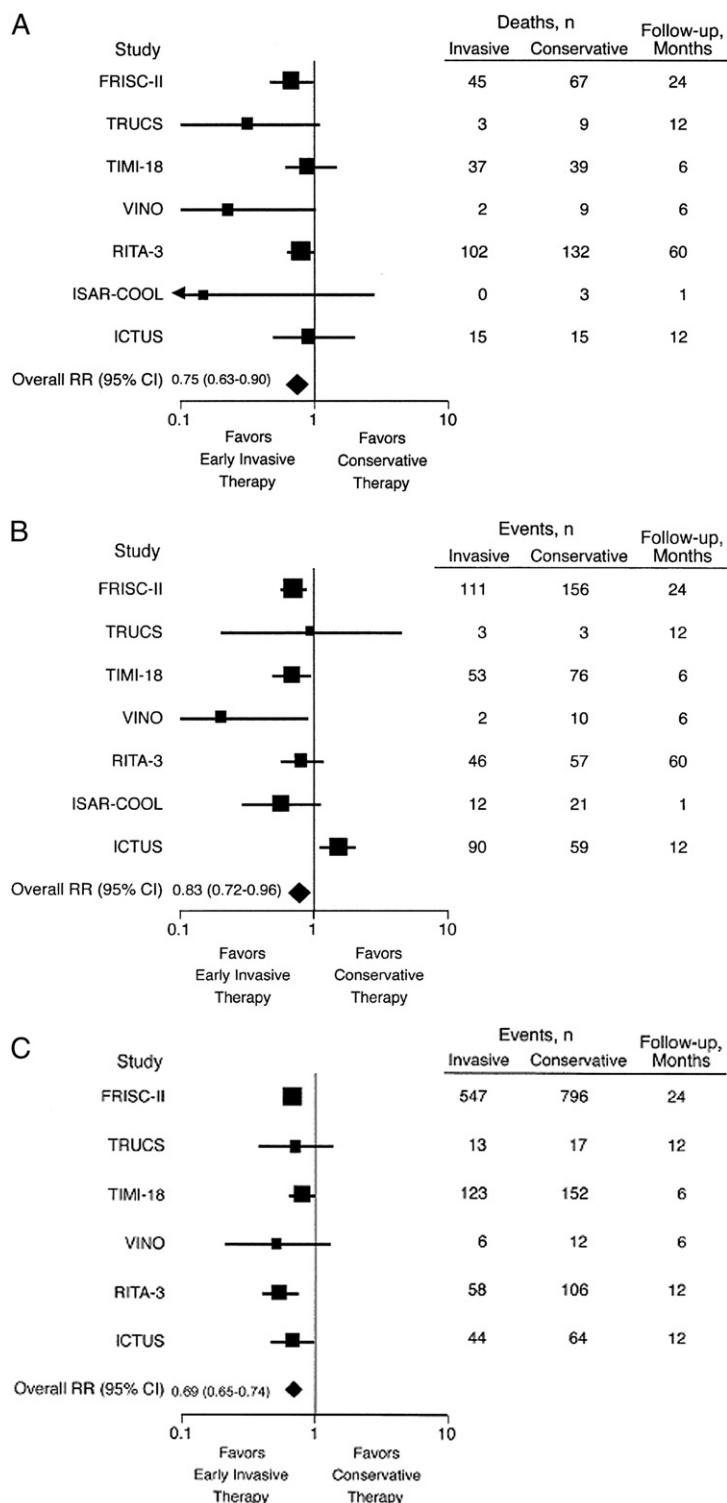 A
Deaths, n
Follow-up,
Study
Invasive Conservative Months
FRISC-II 45 67 24
TRUCS 3 9 12
TIMI-18 37 39 6
VINO 2 9 6
RITA-3 102 132 60
ISAR-COOL 0 3 1
ICTUS 15 15 12
Overall RR (95% CI) 0.75 (0.63-0.90)
0.1 1 10
Favors Favors
Early Invasive Conservative
Therapy Therapy
B
Events, n
Follow-up,
Study
Invasive Conservative Months
FRISC-II 111 156 24
TRUCS 3 3 12
TIMI-18 53 76 6
VINO 2 10 6
RITA-3 46 57 60
ISAR-COOL 12 21 1
ICTUS 90 59 12
Overall RR (95% CI) 0.83 (0.72-0.96)
0.1 1 10
Favors Favors
Early Invasive Conservative
Therapy Therapy
C
Events, n
Follow-up,
Study
Invasive Conservative Months
FRISC-II 547 796 24
TRUCS 13 17 12
TIMI-18 123 152 6
VINO 6 12 6
RITA-3 58 106 12
ICTUS 44 64 12
Overall RR (95% CI) 0.69 (0.65-0.74)
0.1 1 10
Favors Favors
Early Invasive Conservative
Therapy Therapy